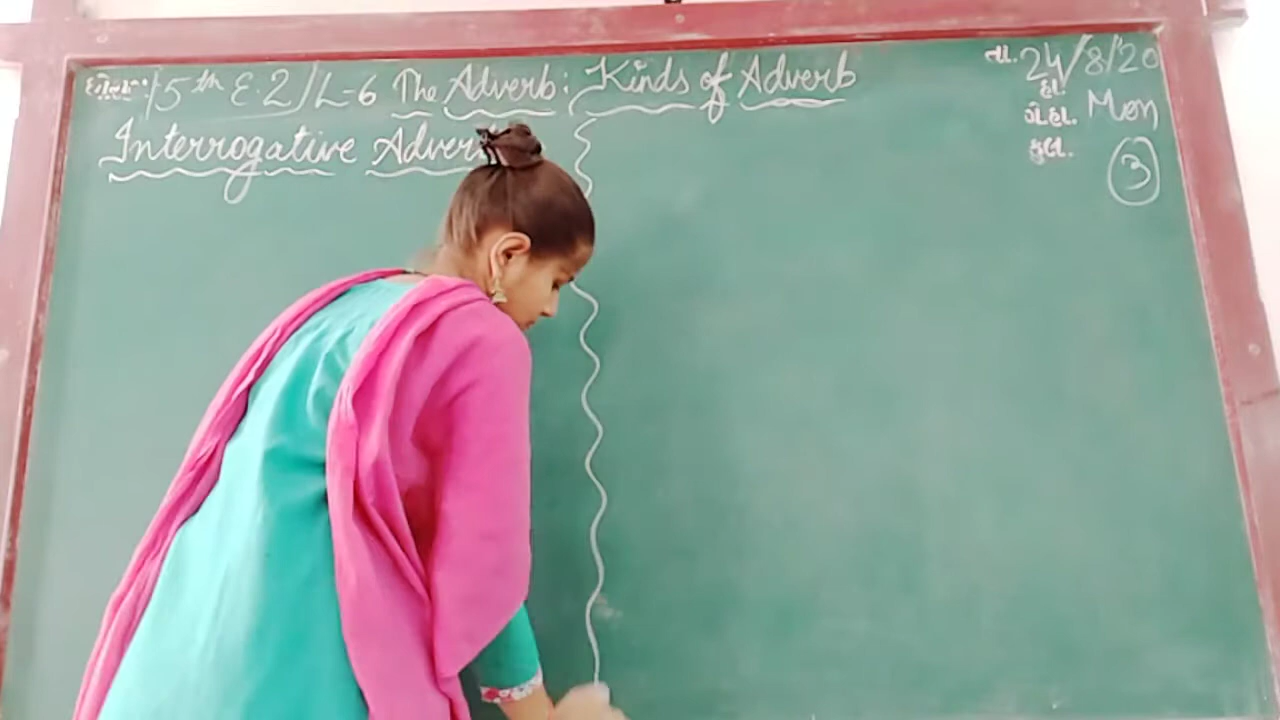 5th E.2/L-6 The Adverb: Kinds of Adverb
Interrogative
તા. 24/8/20
હા.
ગે.હા. Mon
કુલ. 3